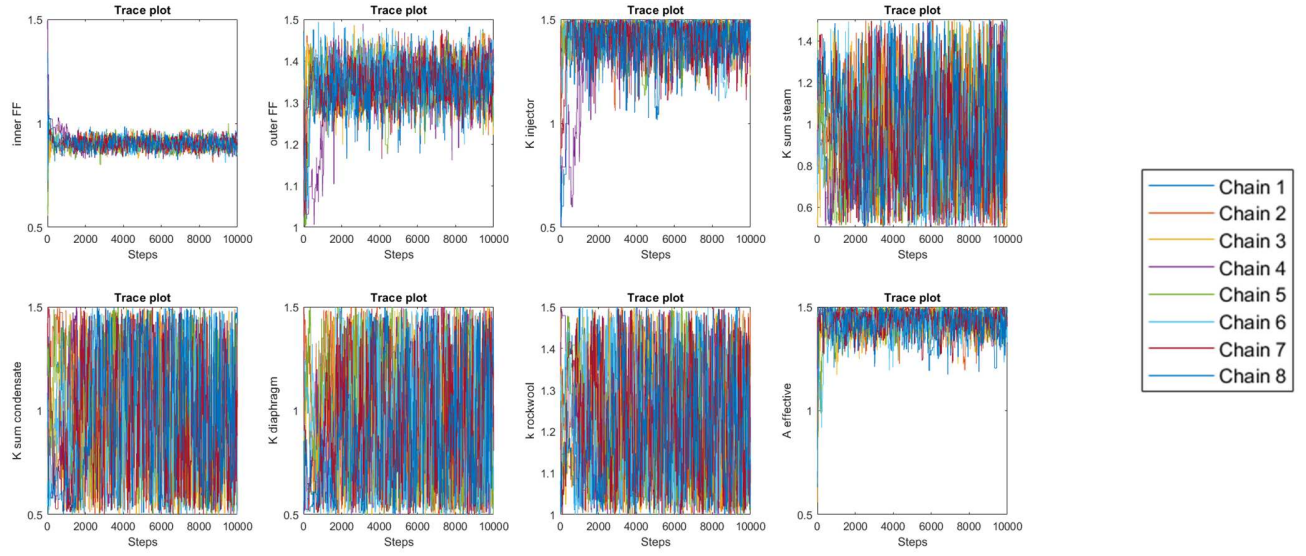 Trace plot
1.5
1
0.5
inner FF
0 2000 4000 6000 8000 10000
Steps
Trace plot
1.5
1.4
1.3
1.2
1.1
1
outer FF
0 2000 4000 6000 8000 10000
Steps
Trace plot
1.5
1
0.5
K injector
0 2000 4000 6000 8000 10000
Steps
Trace plot
1.4
1.2
1
0.8
0.6
K sum steam
0 2000 4000 6000 8000 10000
Steps
Trace plot
1.5
1
0.5
K sum condensate
0 2000 4000 6000 8000 10000
Steps
Trace plot
1.5
1
0.5
K diaphragm
0 2000 4000 6000 8000 10000
Steps
Trace plot
1.5
1.4
1.3
1.2
1.1
1
k rockwool
0 2000 4000 6000 8000 10000
Steps
Trace plot
1.5
1
0.5
A effective
0 2000 4000 6000 8000 10000
Steps
Chain 1
Chain 2
Chain 3
Chain 4
Chain 5
Chain 6
Chain 7
Chain 8